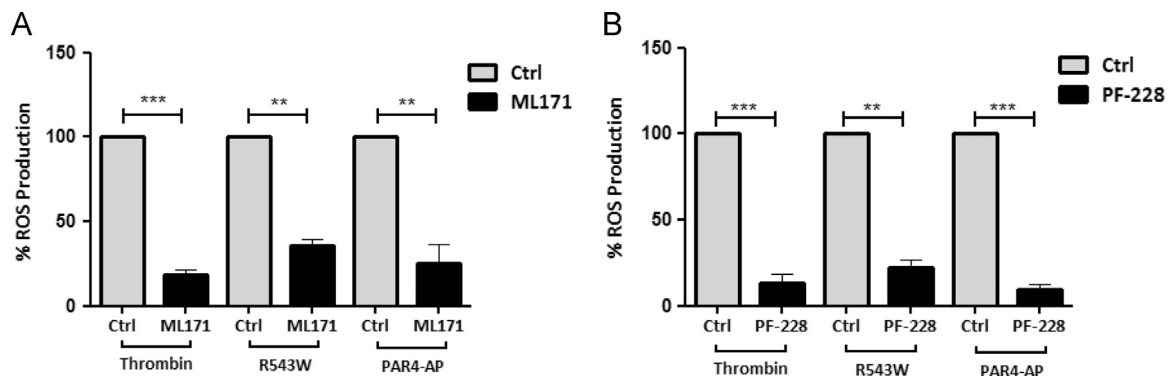 A
% ROS Production
150
100
50
0
Ctrl
ML171
***
**
**
Ctrl ML171 Ctrl ML171 Ctrl ML171
Thrombin R543W PAR4-AP
B
% ROS Production
150
100
50
0
Ctrl
PF-228
***
**
***
Ctrl PF-228 Ctrl PF-228 Ctrl PF-228
Thrombin R543W PAR4-AP